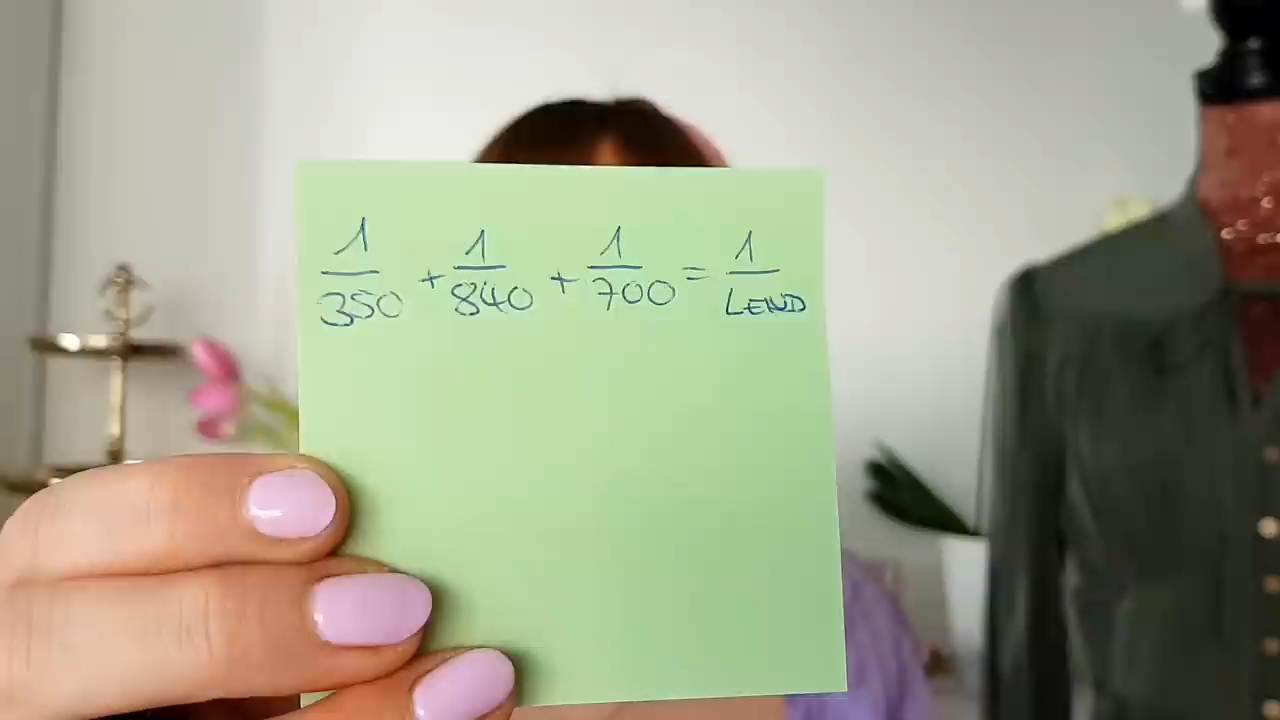 1/350 + 1/840 + 1/700 = 1/LEND